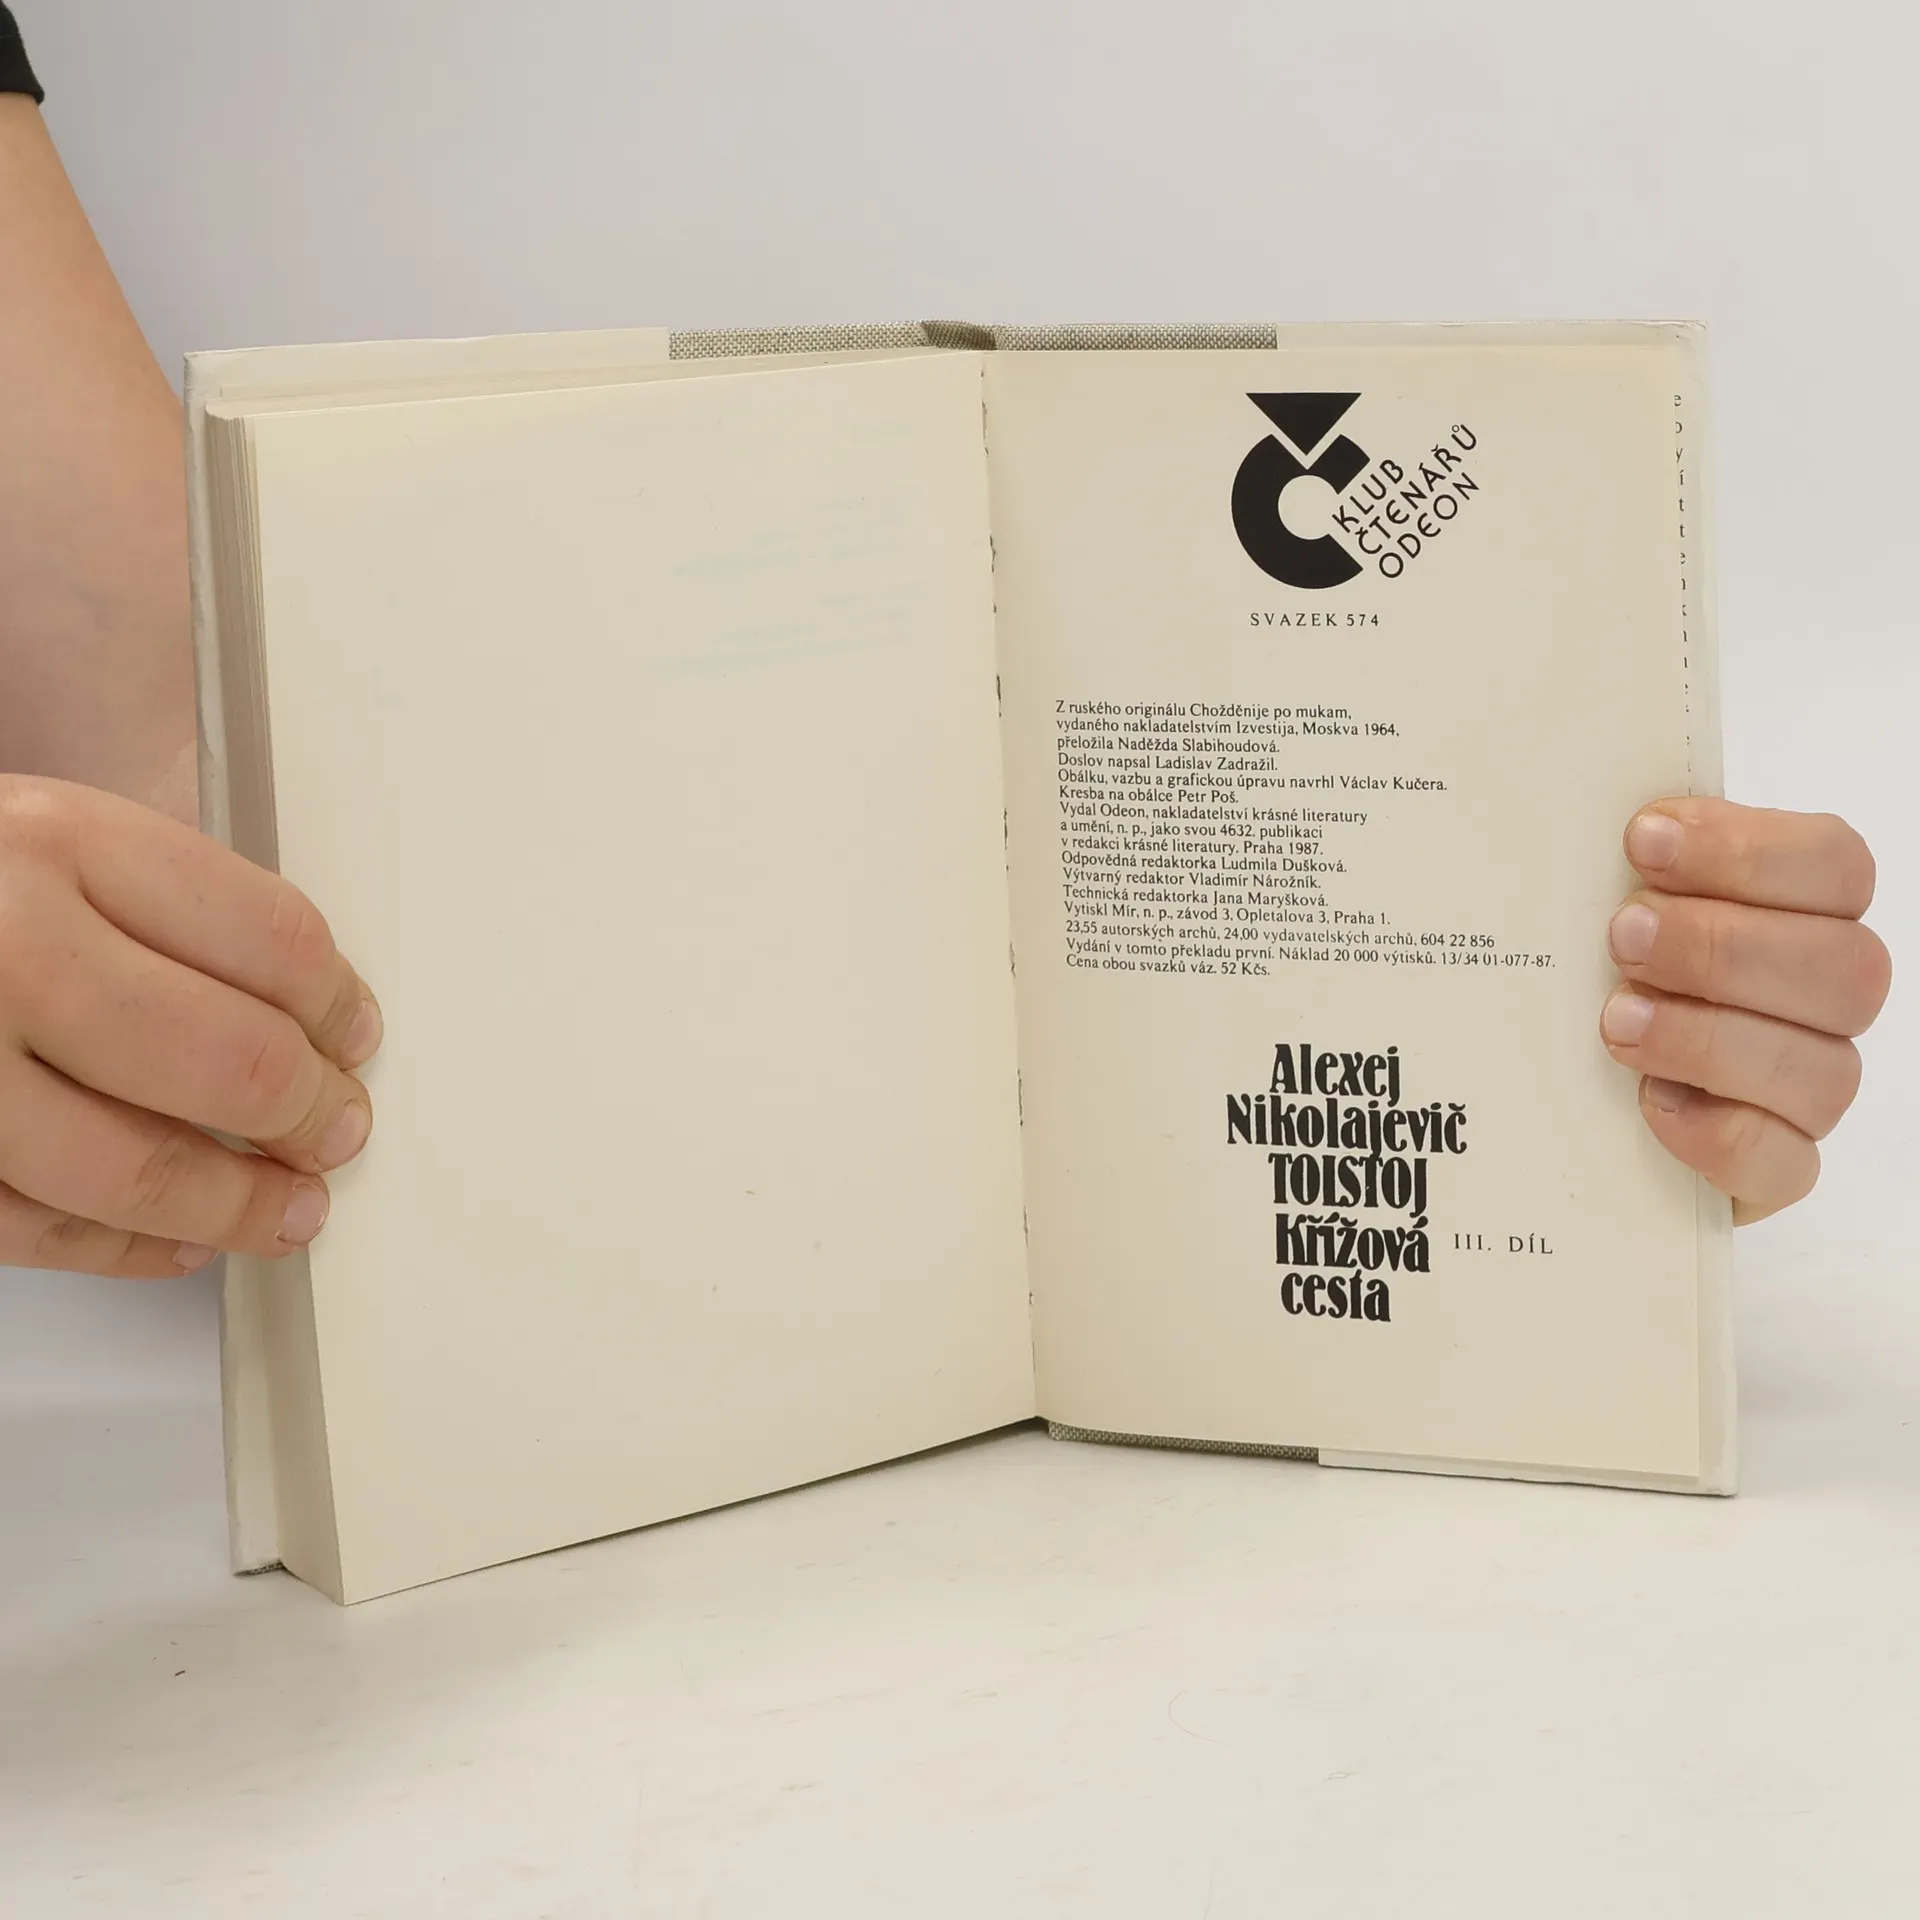 KLUB
ČTENÁŘŮ
ODEON
SVAZEK 574
Z ruského originálu Chožděnije po mukam,
vydaného nakladatelstvím Izvestija, Moskva 1964,
přeložila Naděžda Slabihoudová.
Doslov napsal Ladislav Zadražil.
Obálku, vazbu a grafickou úpravu navrhl Václav Kučera.
Kresba na obálce Petr Poš.
Vydal Odeon, nakladatelství krásné literatury
a umění, n. p., jako svou 4632. publikaci
v redakci krásné literatury. Praha 1987.
Odpovědná redaktorka Ludmila Dušková.
Výtvarný redaktor Vladimír Nárožník.
Technická redaktorka Jana Maryšková.
Vytiskl Mír, n. p., závod 3, Opletalova 3, Praha 1.
23,55 autorských archů, 24,00 vydavatelských archů, 604 22 856
Vydání v tomto překladu první. Náklad 20 000 výtisků. 13/34 01-077-87.
Cena obou svazků váz. 52 Kčs.
Alexej
Nikolajevič
TOLSTOJ
Křížová
cesta
III. DÍL